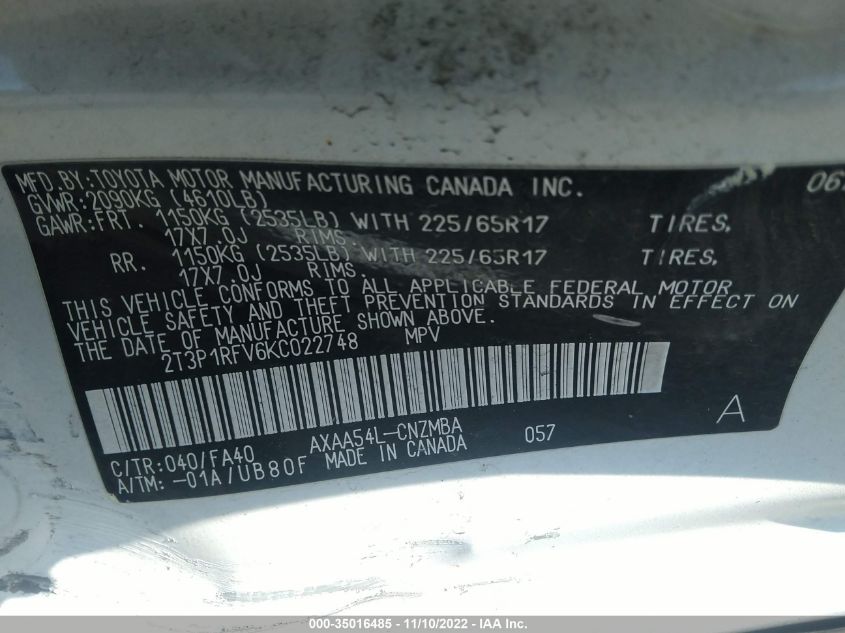 MFD.BY:TOYOTA MOTOR MANUFACTURING CANADA INC.
GVWR:2090KG (4610LB)
GAWR:FRT. 1150KG (2535LB) WITH 225/65R17 TIRES.
17X7.0J RIMS.
RR. 1150KG (2535LB) WITH 225/65R17 TIRES.
17X7.0J RIMS.
THIS VEHICLE CONFORMS TO ALL APPLICABLE FEDERAL MOTOR
VEHICLE SAFETY AND THEFT PREVENTION STANDARDS IN EFFECT ON
THE DATE OF MANUFACTURE SHOWN ABOVE.
2T3P1RFV6KC022748 MPV
A
C/TR:040/FA40 AXAA54L-CNZMBA 057
A/TM:-01A/UB80F MADE IN CANADA
000-35016485 - 11/10/2022 - IAA Inc.